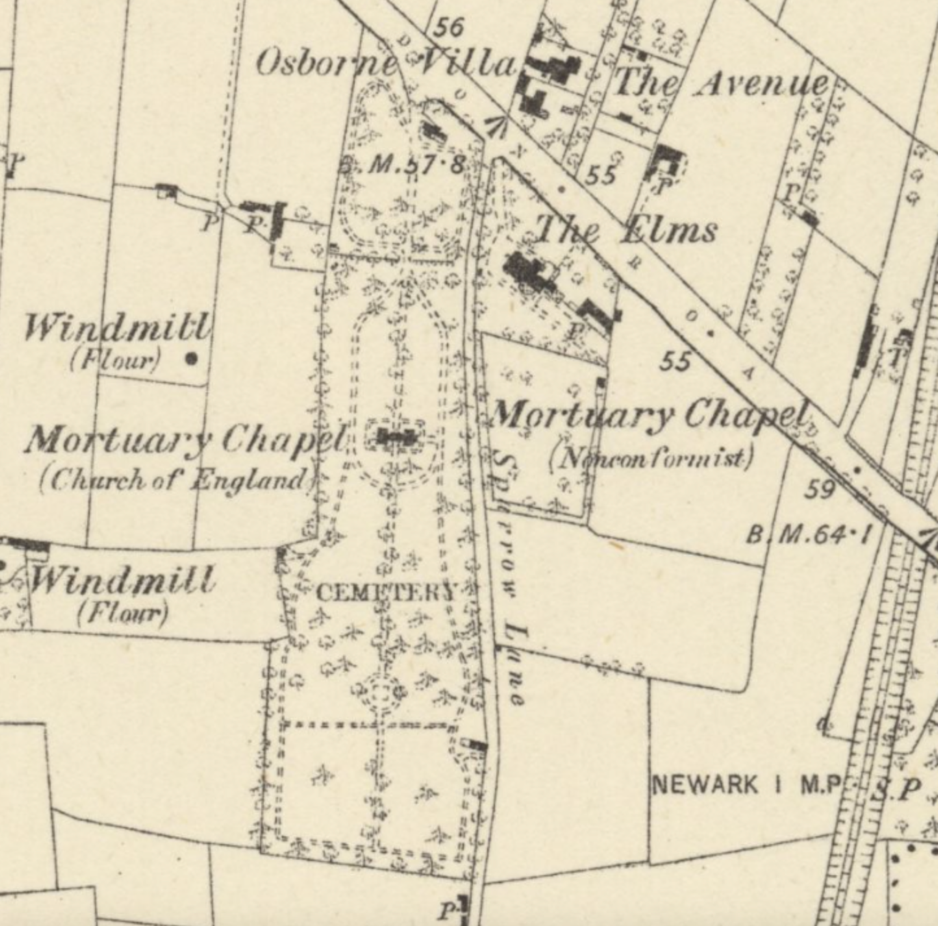 56
Osborne Villa
The Avenue
P
B.M.57·8
55
P
P
P
P
The Elms
Windmill
(Flour)
P
55
P
Mortuary Chapel
(Church of England)
Mortuary Chapel
(Nonconformist)
59
B.M.64·1
Windmill
(Flour)
CEMETERY
Sparrow Lane
NEWARK 1 M.P
S.P
P